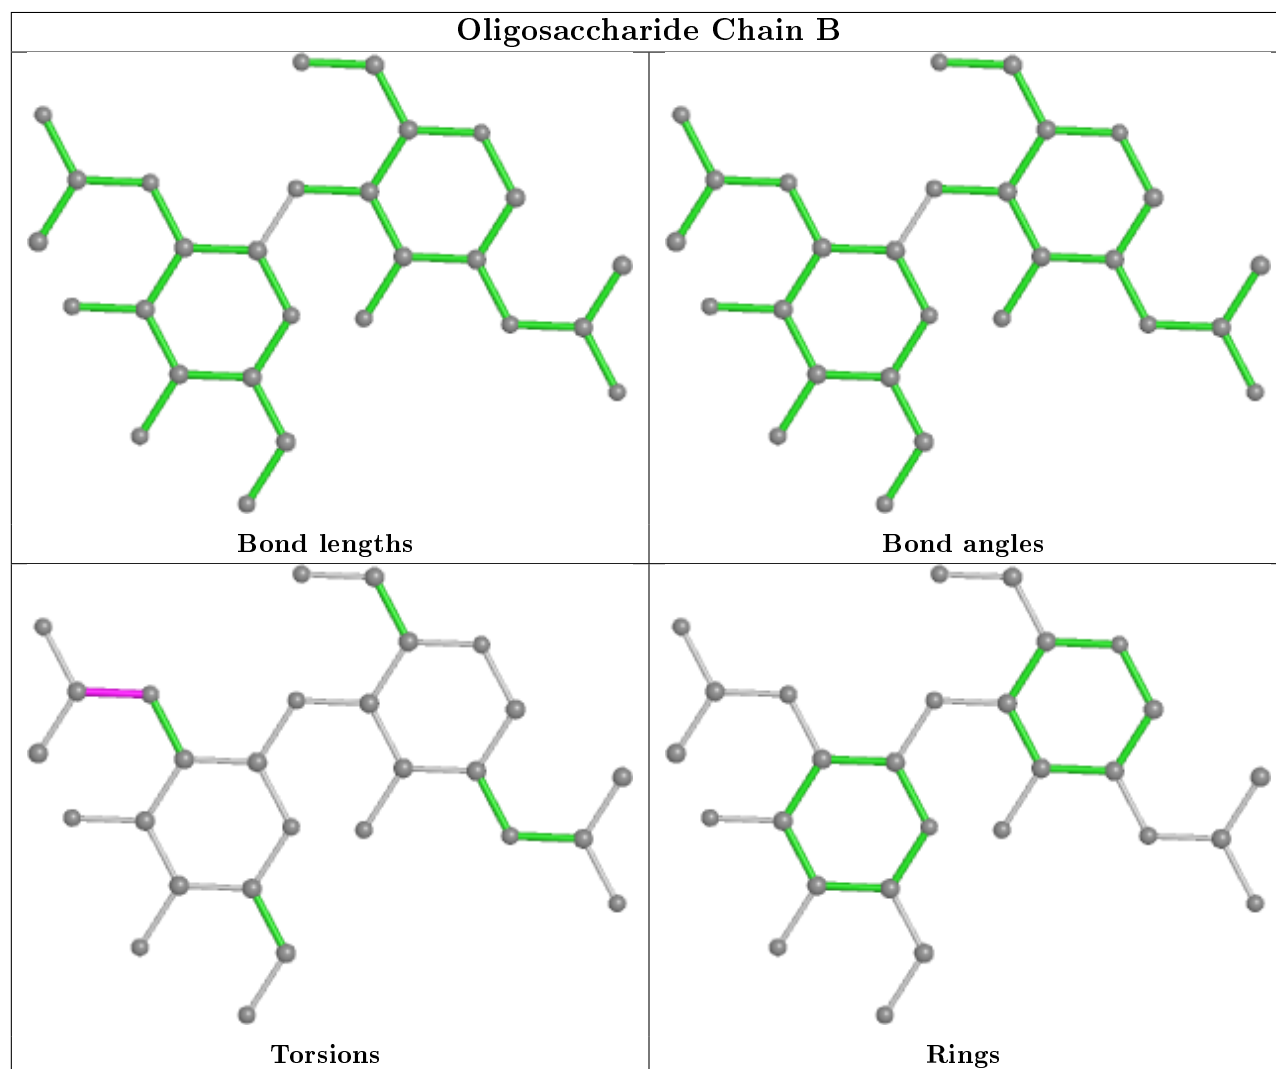 Oligosaccharide Chain B
Bond lengths
Bond angles
Torsions
Rings